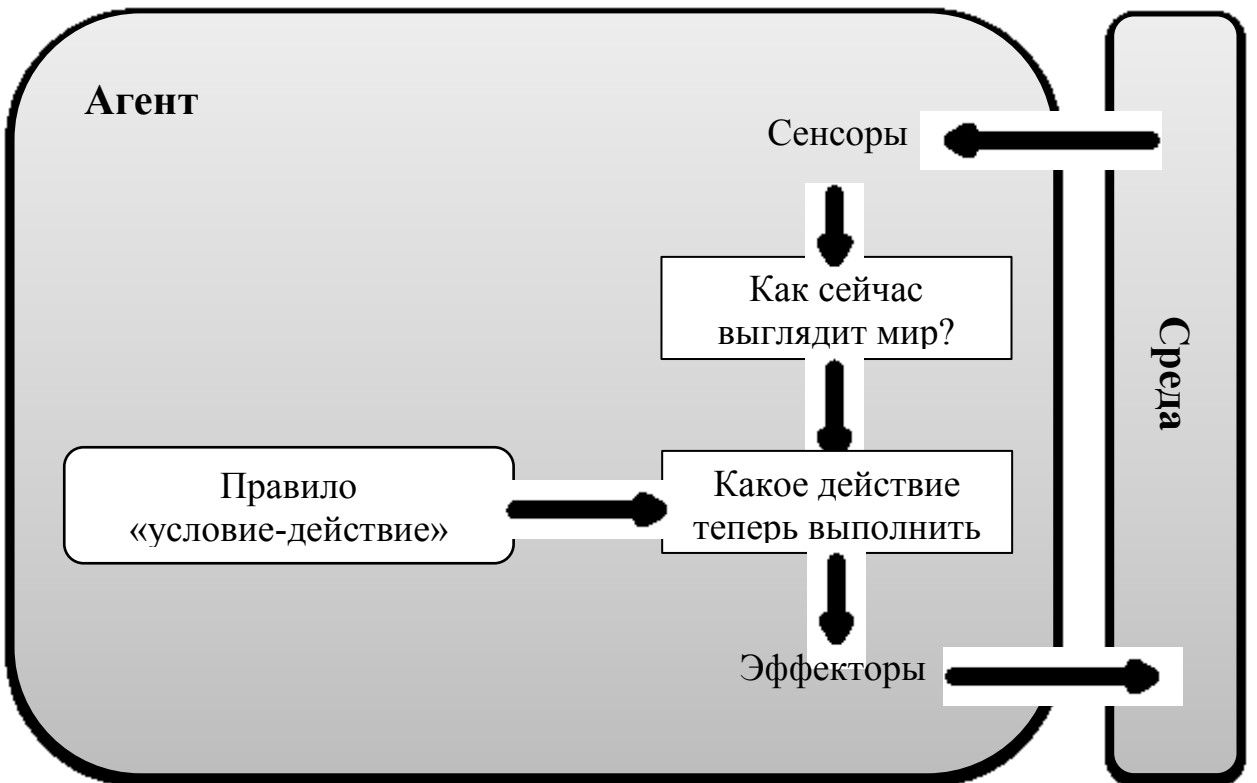 Агент
Сенсоры
Как сейчас
выглядит мир?
Среда
Правило
«условие-действие»
Какое действие
теперь выполнить
Эффекторы